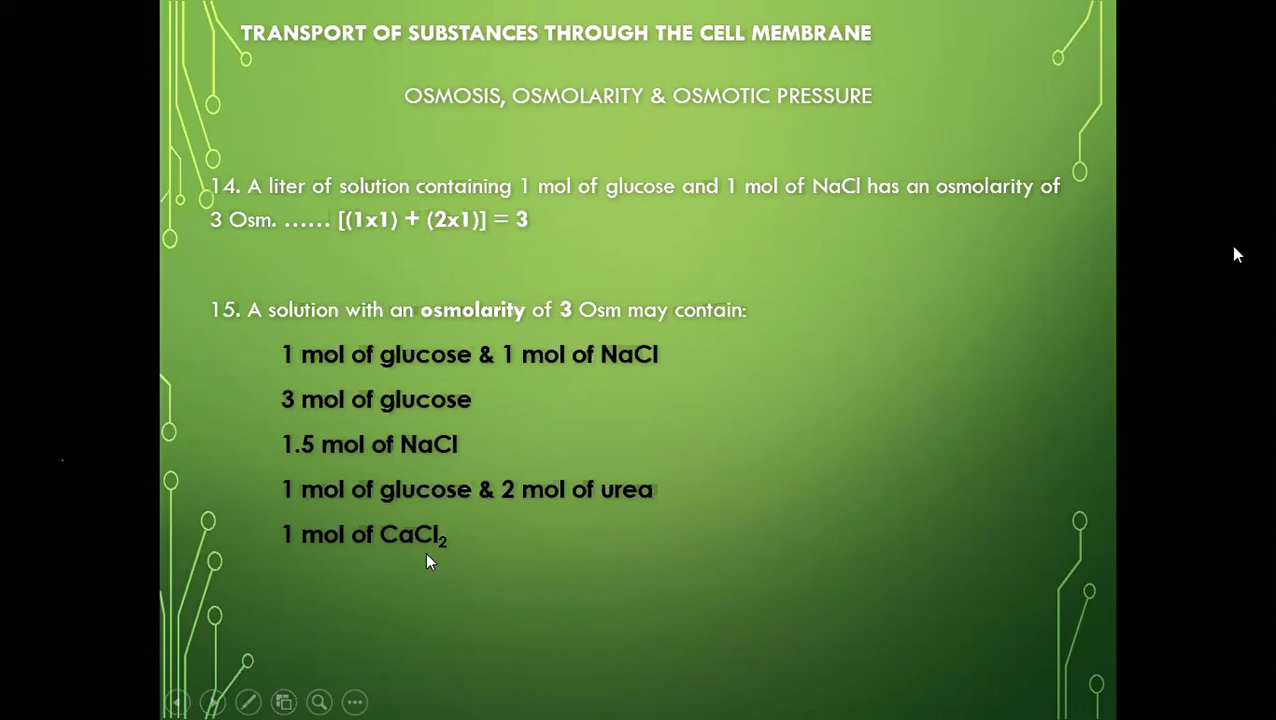 TRANSPORT OF SUBSTANCES THROUGH THE CELL MEMBRANE
OSMOSIS, OSMOLARITY & OSMOTIC PRESSURE
14. A liter of solution containing 1 mol of glucose and 1 mol of NaCl has an osmolarity of
3 Osm. …… [(1x1) + (2x1)] = 3
15. A solution with an osmolarity of 3 Osm may contain:
1 mol of glucose & 1 mol of NaCl
3 mol of glucose
1.5 mol of NaCl
1 mol of glucose & 2 mol of urea
1 mol of CaCl₂